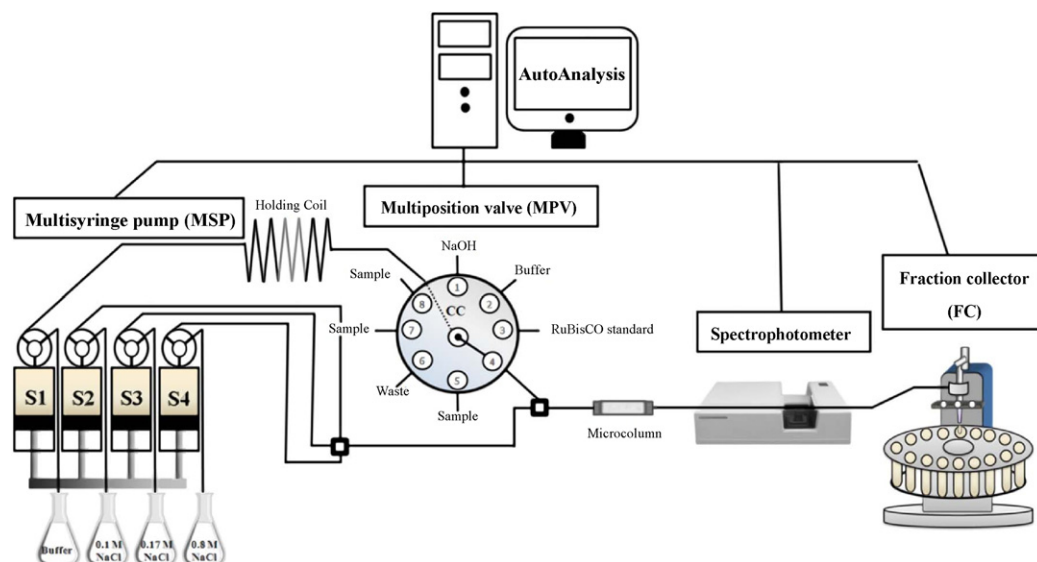 AutoAnalysis
Multisyringe pump (MSP)
Holding Coil
Multiposition valve (MPV)
Fraction collector
(FC)
Spectrophotometer
NaOH
Sample
Buffer
Sample
RuBisCO standard
Waste
Sample
CC
1
2
3
4
5
6
7
8
S1
S2
S3
S4
Microcolumn
Buffer
0.1 M
NaCl
0.17 M
NaCl
0.8 M
NaCl